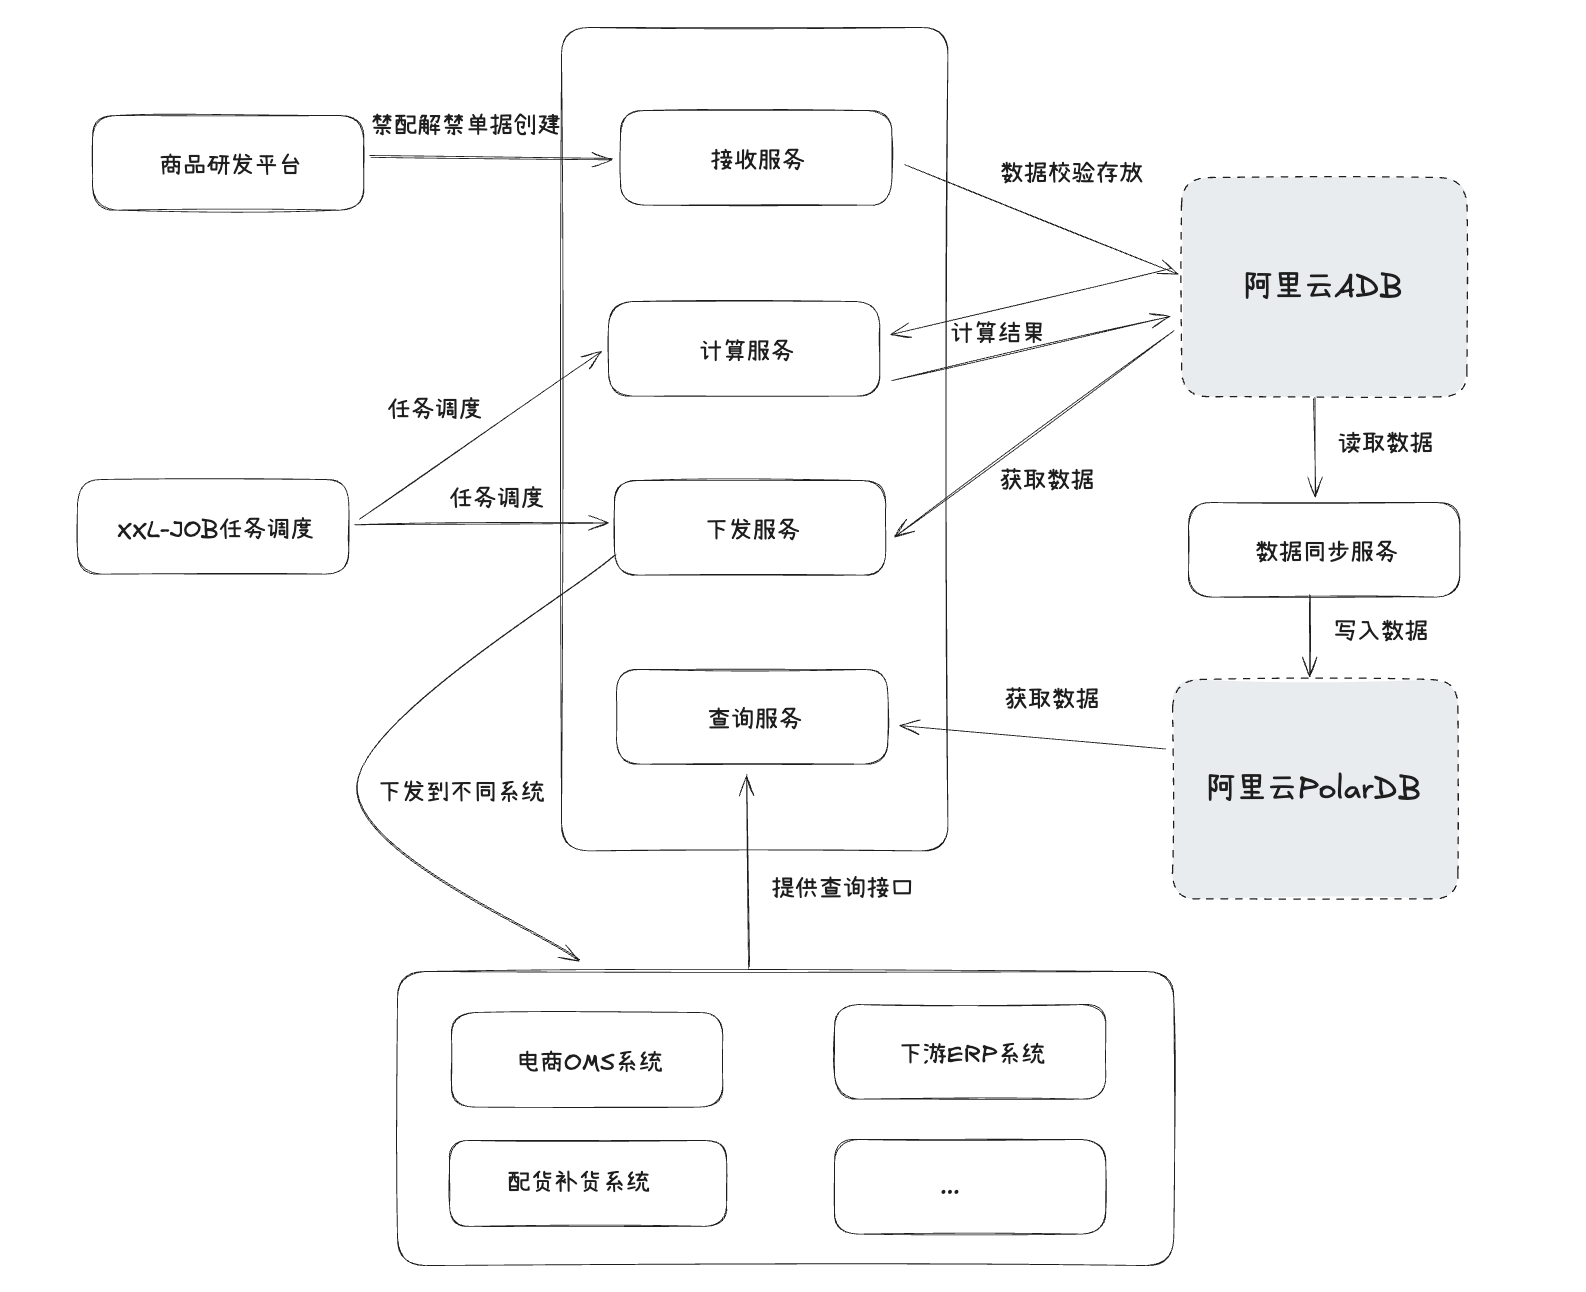 禁配解禁单据创建
商品研发平台
接收服务
数据校验存放
阿里云ADB
计算结果
计算服务
任务调度
读取数据
获取数据
任务调度
XXL-JOB任务调度
下发服务
数据同步服务
写入数据
获取数据
查询服务
下发到不同系统
阿里云PolarDB
提供查询接口
电商OMS系统
下游ERP系统
配货补货系统
...